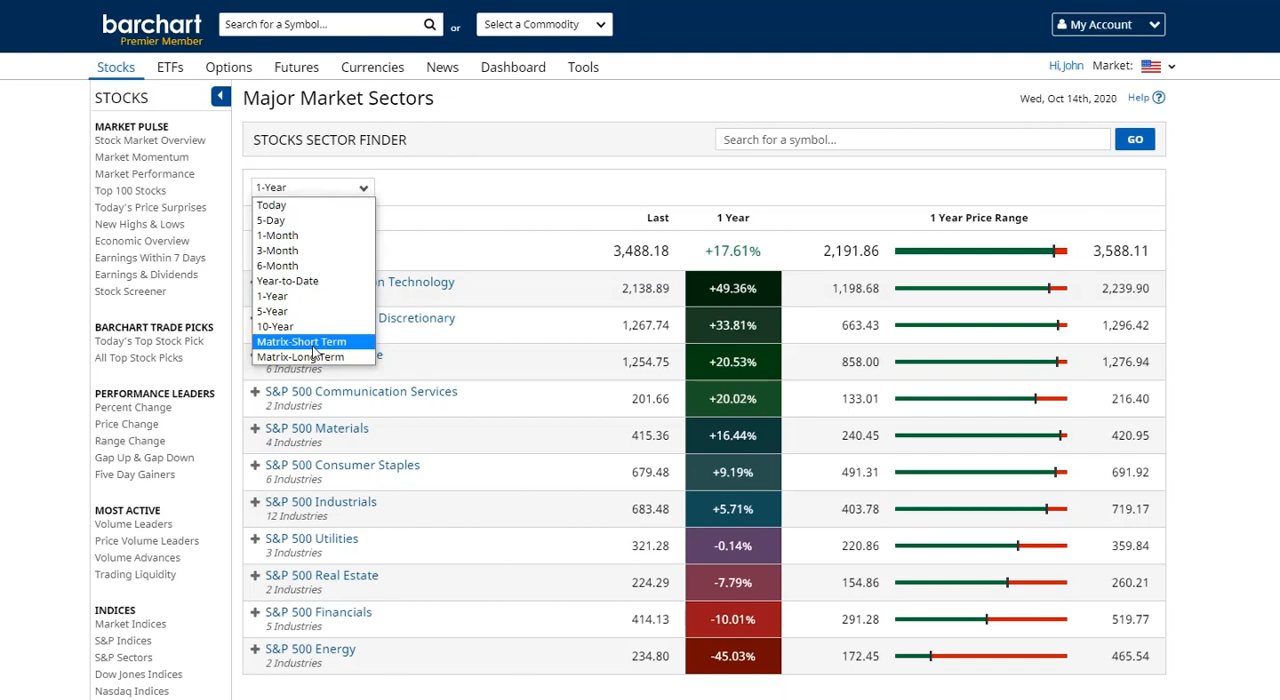 barchart
Premier Member
Search for a Symbol...
or
Select a Commodity
My Account
Stocks ETFs Options Futures Currencies News Dashboard Tools
Hi, John Market:
STOCKS
MARKET PULSE
Stock Market Overview
Market Momentum
Market Performance
Top 100 Stocks
Today's Price Surprises
New Highs & Lows
Economic Overview
Earnings Within 7 Days
Earnings & Dividends
Stock Screener
BARCHART TRADE PICKS
Today's Top Stock Pick
All Top Stock Picks
PERFORMANCE LEADERS
Percent Change
Price Change
Range Change
Gap Up & Gap Down
Five Day Gainers
MOST ACTIVE
Volume Leaders
Price Volume Leaders
Volume Advances
Trading Liquidity
INDICES
Market Indices
S&P Indices
S&P Sectors
Dow Jones Indices
Nasdaq Indices
Major Market Sectors
Wed, Oct 14th, 2020 Help ?
STOCKS SECTOR FINDER
Search for a symbol...
GO
1-Year
Today
5-Day
1-Month
3-Month
6-Month
Year-to-Date
1-Year
5-Year
10-Year
Matrix-Short Term
Matrix-Long Term
Last 1 Year 1 Year Price Range
3,488.18 +17.61% 2,191.86 3,588.11
Technology 2,138.89 +49.36% 1,198.68 2,239.90
Discretionary 1,267.74 +33.81% 663.43 1,296.42
1,254.75 +20.53% 858.00 1,276.94
6 Industries
S&P 500 Communication Services 201.66 +20.02% 133.01 216.40
2 Industries
S&P 500 Materials 415.36 +16.44% 240.45 420.95
4 Industries
S&P 500 Consumer Staples 679.48 +9.19% 491.31 691.92
6 Industries
S&P 500 Industrials 683.48 +5.71% 403.78 719.17
12 Industries
S&P 500 Utilities 321.28 -0.14% 220.86 359.84
3 Industries
S&P 500 Real Estate 224.29 -7.79% 154.86 260.21
2 Industries
S&P 500 Financials 414.13 -10.01% 291.28 519.77
5 Industries
S&P 500 Energy 234.80 -45.03% 172.45 465.54
2 Industries